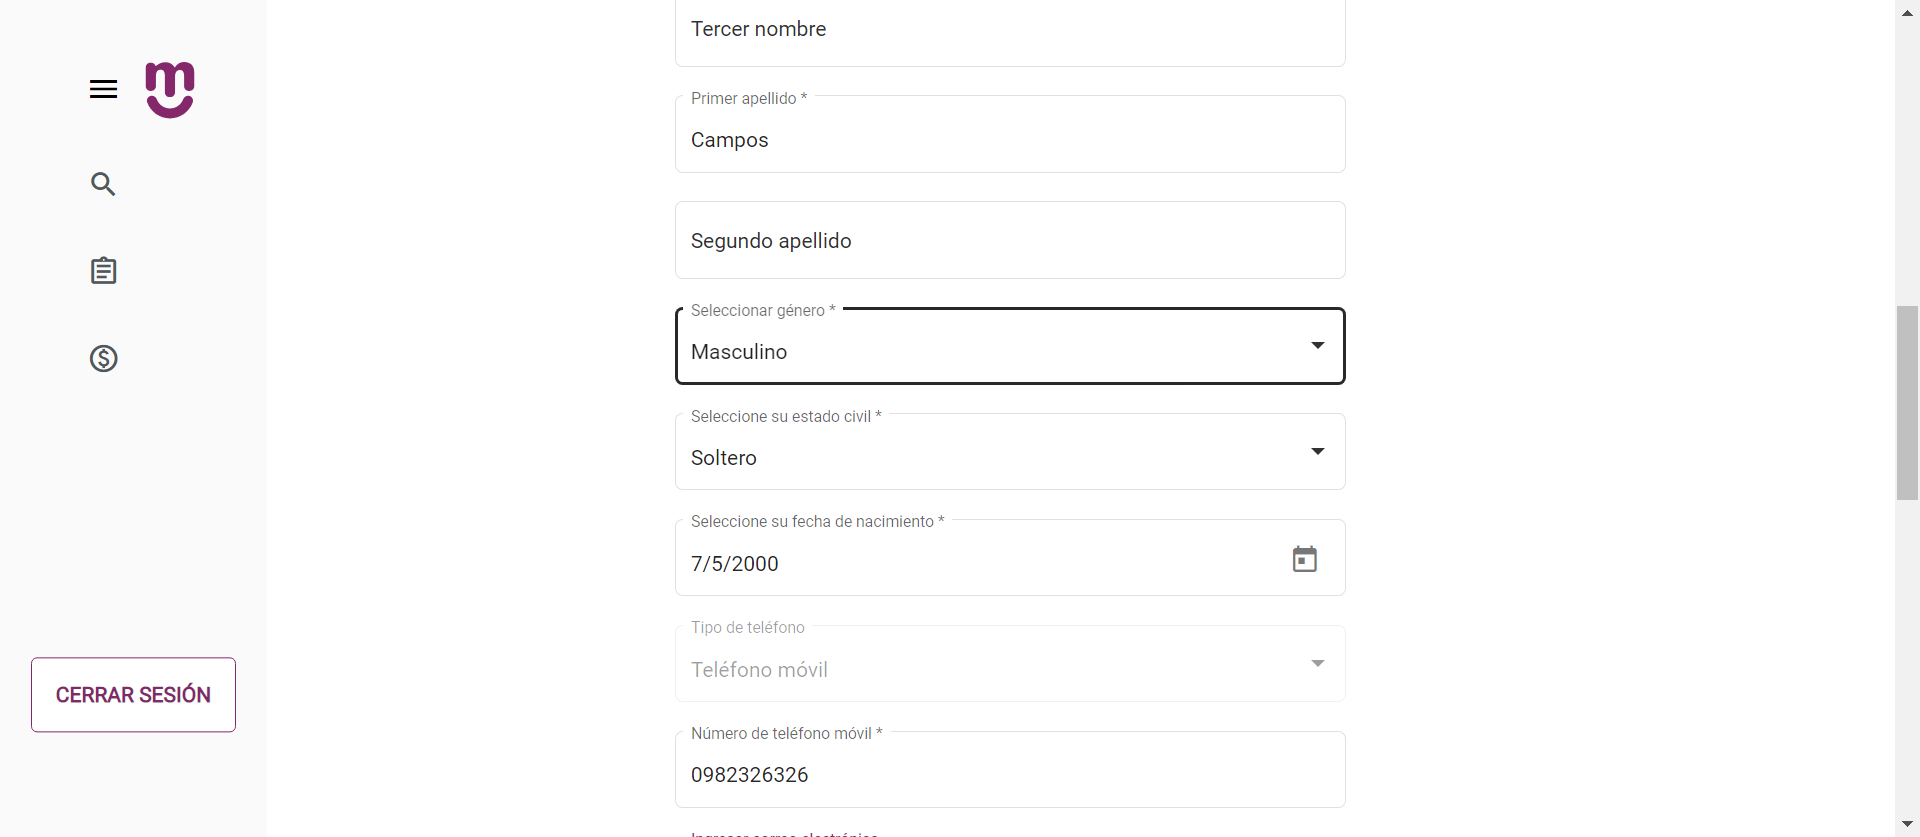 Tercer nombre
Primer apellido *
Campos
Segundo apellido
Seleccionar género *
Masculino
Seleccione su estado civil *
Soltero
Seleccione su fecha de nacimiento *
7/5/2000
Tipo de teléfono
Teléfono móvil
Número de teléfono móvil *
0982326326
CERRAR SESIÓN